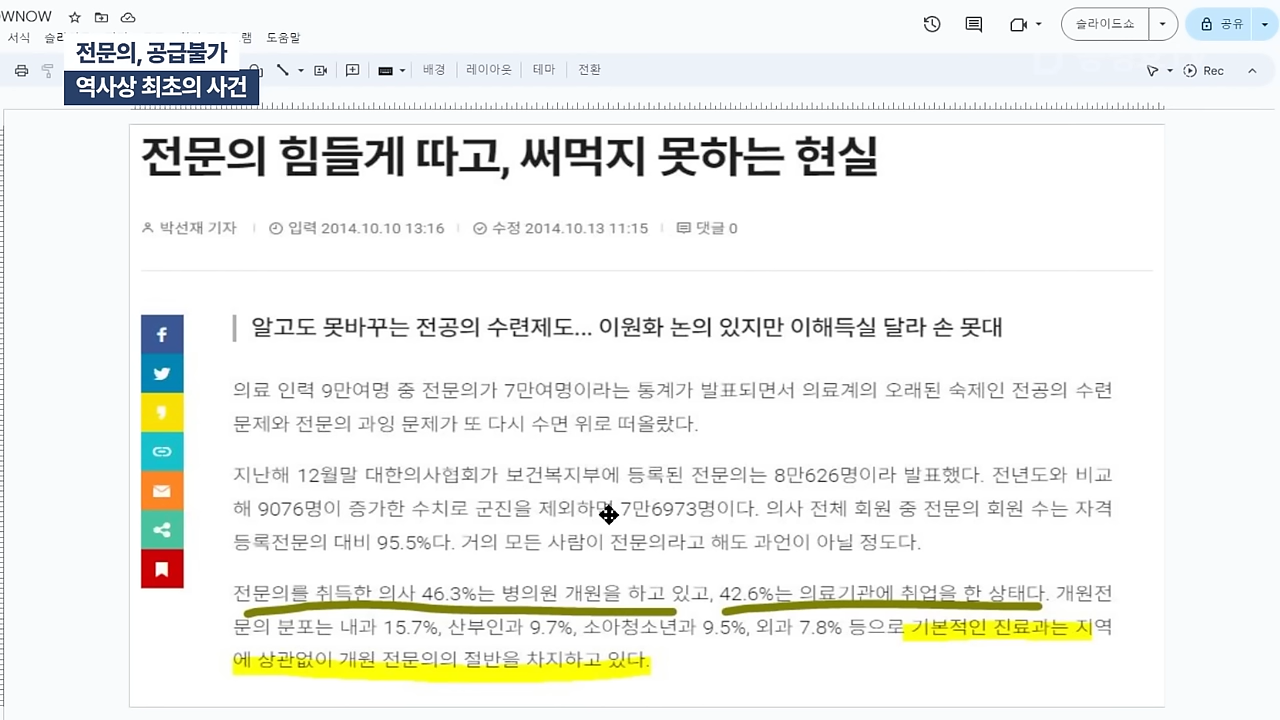 OWNOW
서식
도움말
전문의, 공급불가
역사상 최초의 사건
배경
레이아웃
테마
전환
슬라이드쇼
공유
Rec
전문의 힘들게 따고, 써먹지 못하는 현실
박선재 기자
입력 2014.10.10 13:16
수정 2014.10.13 11:15
댓글 0
알고도 못바꾸는 전공의 수련제도... 이원화 논의 있지만 이해득실 달라 손 못대
의료 인력 9만여명 중 전문의가 7만여명이라는 통계가 발표되면서 의료계의 오래된 숙제인 전공의 수련
문제와 전문의 과잉 문제가 또 다시 수면 위로 떠올랐다.
지난해 12월말 대한의사협회가 보건복지부에 등록된 전문의는 8만626명이라 발표했다. 전년도와 비교
해 9076명이 증가한 수치로 군진을 제외하면 7만6973명이다. 의사 전체 회원 중 전문의 회원 수는 자격
등록전문의 대비 95.5%다. 거의 모든 사람이 전문의라고 해도 과언이 아닐 정도다.
전문의를 취득한 의사 46.3%는 병의원 개원을 하고 있고, 42.6%는 의료기관에 취업을 한 상태다. 개원전
문의 분포는 내과 15.7%, 산부인과 9.7%, 소아청소년과 9.5%, 외과 7.8% 등으로 기본적인 진료과는 지역
에 상관없이 개원 전문의의 절반을 차지하고 있다.